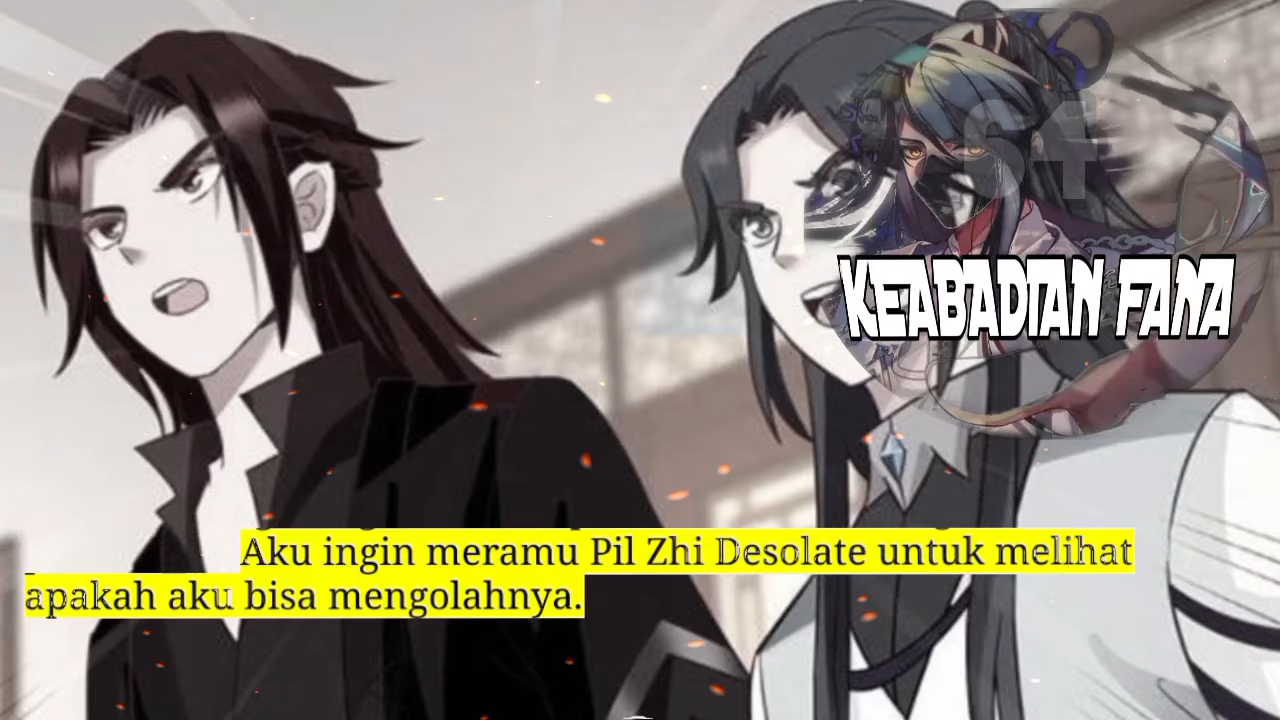 KEABADIAN FANA
Aku ingin meramu Pil Zhi Desolate untuk melihat
apakah aku bisa mengolahnya.